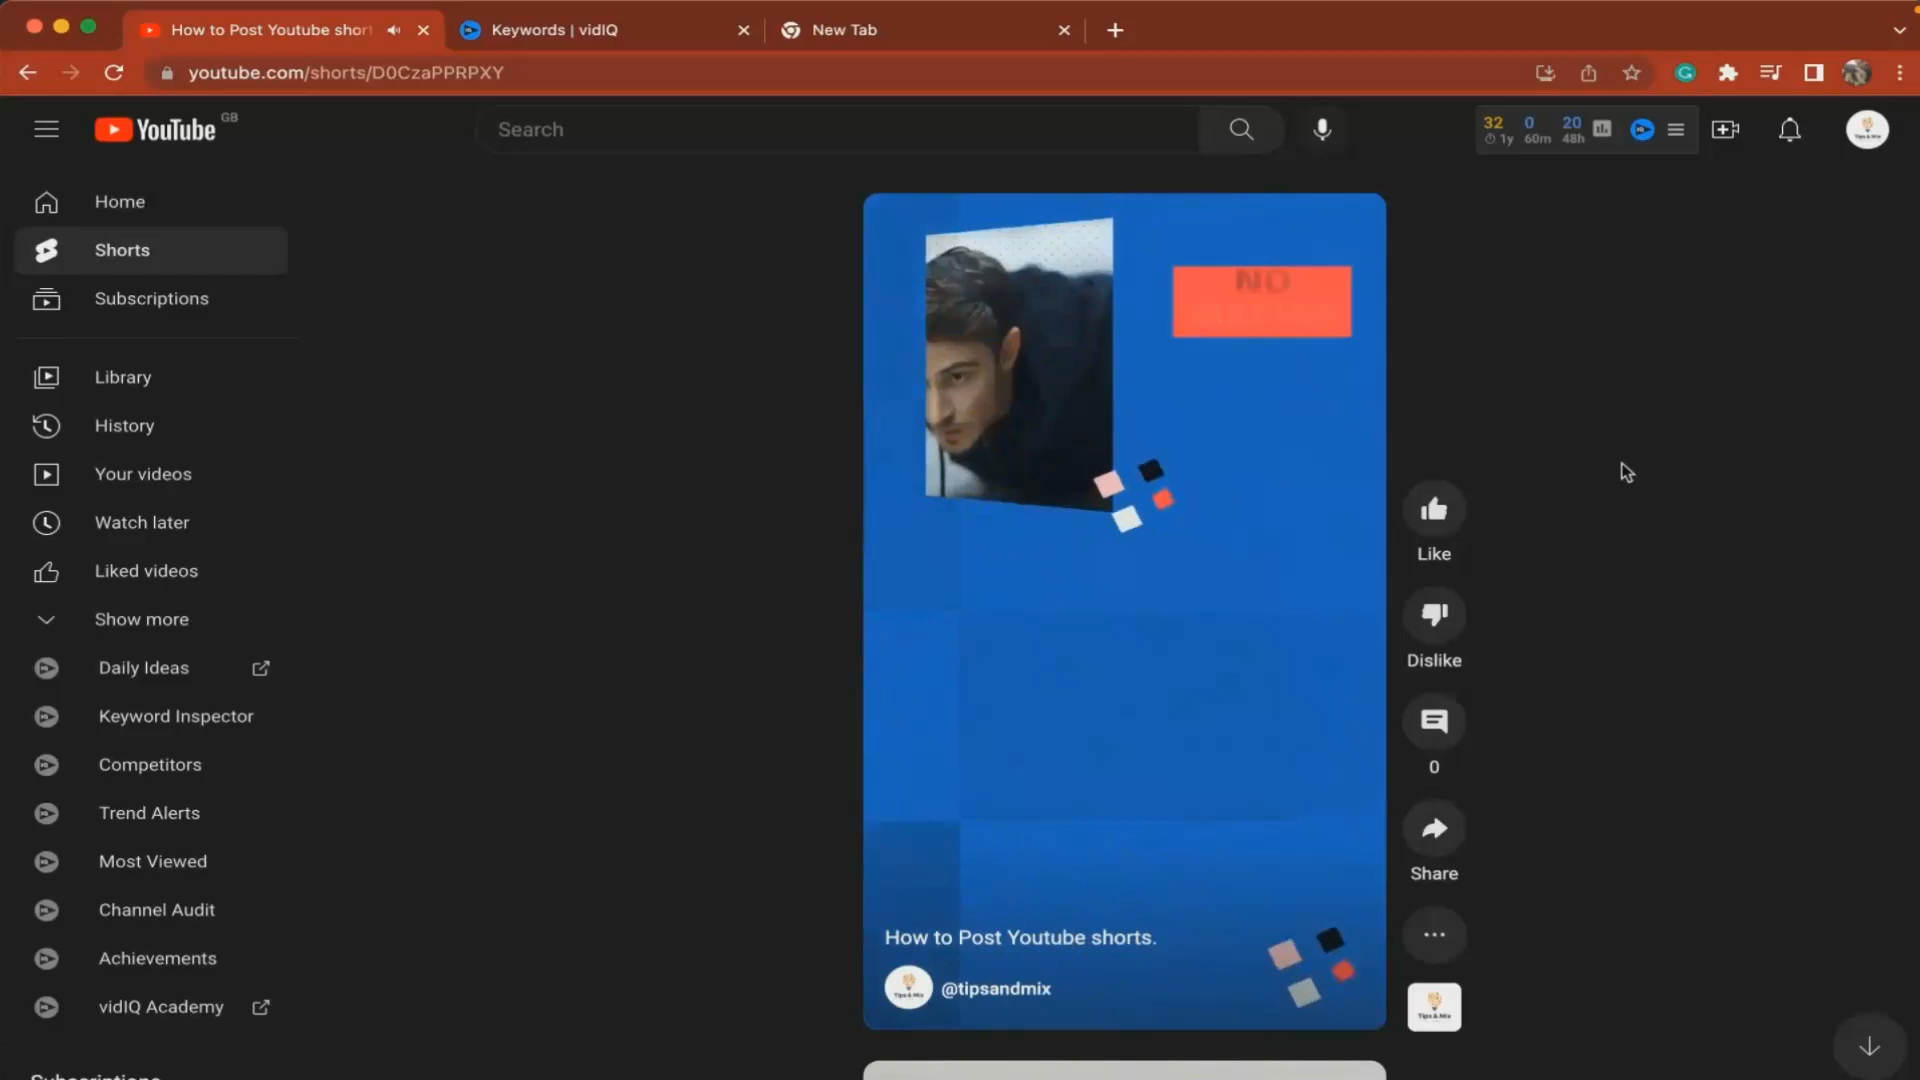 How to Post Youtube shor
Keywords | vidIQ
New Tab
youtube.com/shorts/D0CzaPPRPXY
YouTube GB
Search
32 0 20
1y 60m 48h
Home
Shorts
Subscriptions
Library
History
Your videos
Watch later
Liked videos
Show more
Daily Ideas
Keyword Inspector
Competitors
Trend Alerts
Most Viewed
Channel Audit
Achievements
vidIQ Academy
NO
How to Post Youtube shorts.
@tipsandmix
Like
Dislike
0
Share
Tips & Mix